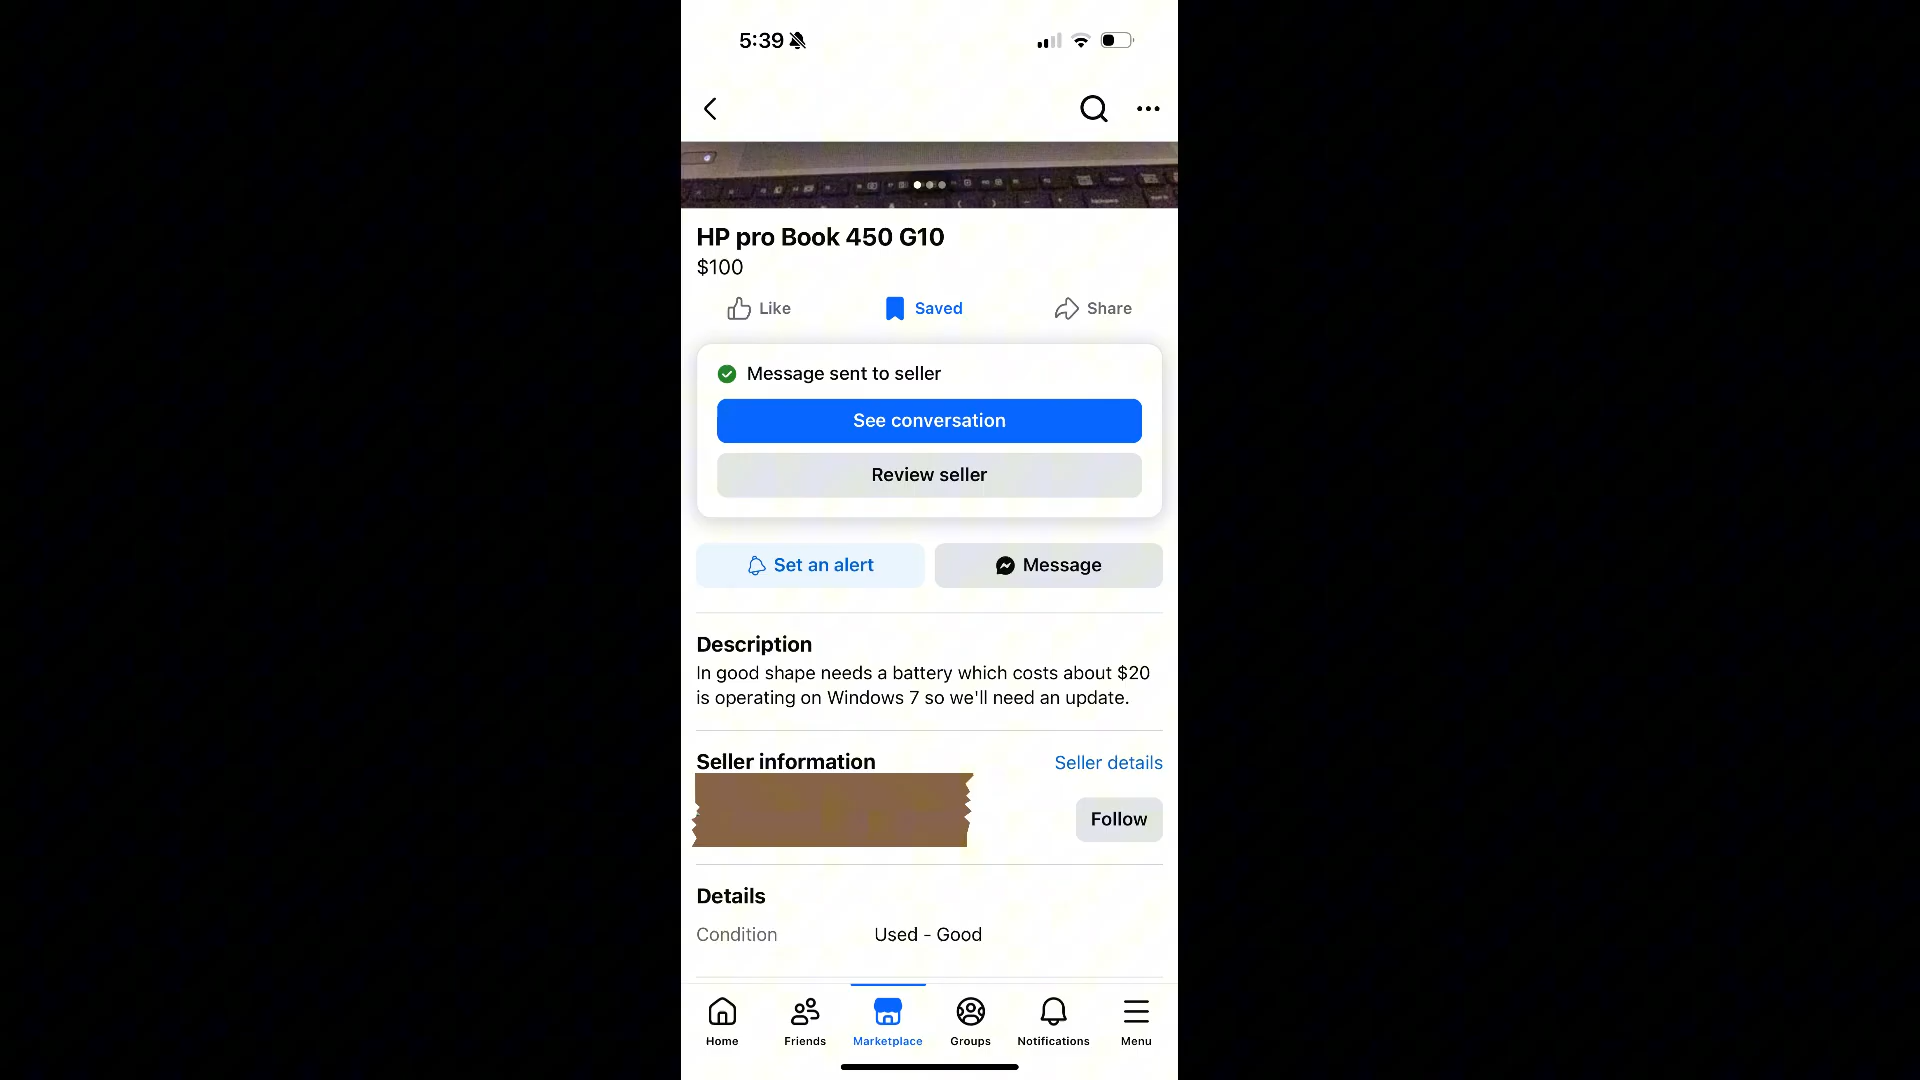 5:39
HP pro Book 450 G10
$100
Like Saved Share
Message sent to seller
See conversation
Review seller
Set an alert Message
Description
In good shape needs a battery which costs about $20
is operating on Windows 7 so we'll need an update.
Seller information Seller details
Follow
Details
Condition Used - Good
Home Friends Marketplace Groups Notifications Menu